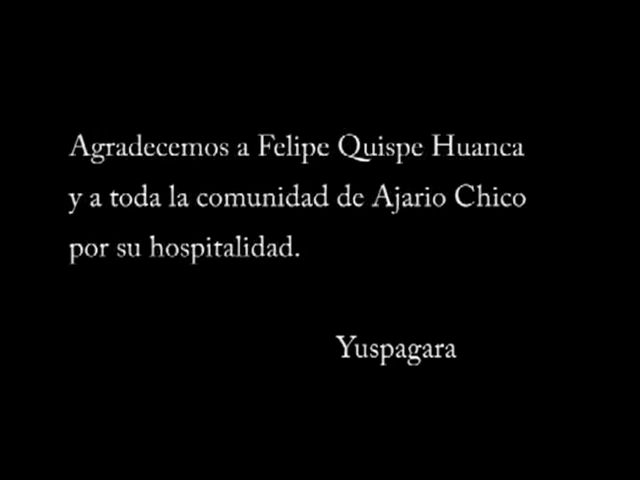 Agradecemos a Felipe Quispe Huanca
y a toda la comunidad de Ajario Chico
por su hospitalidad.
Yuspagara